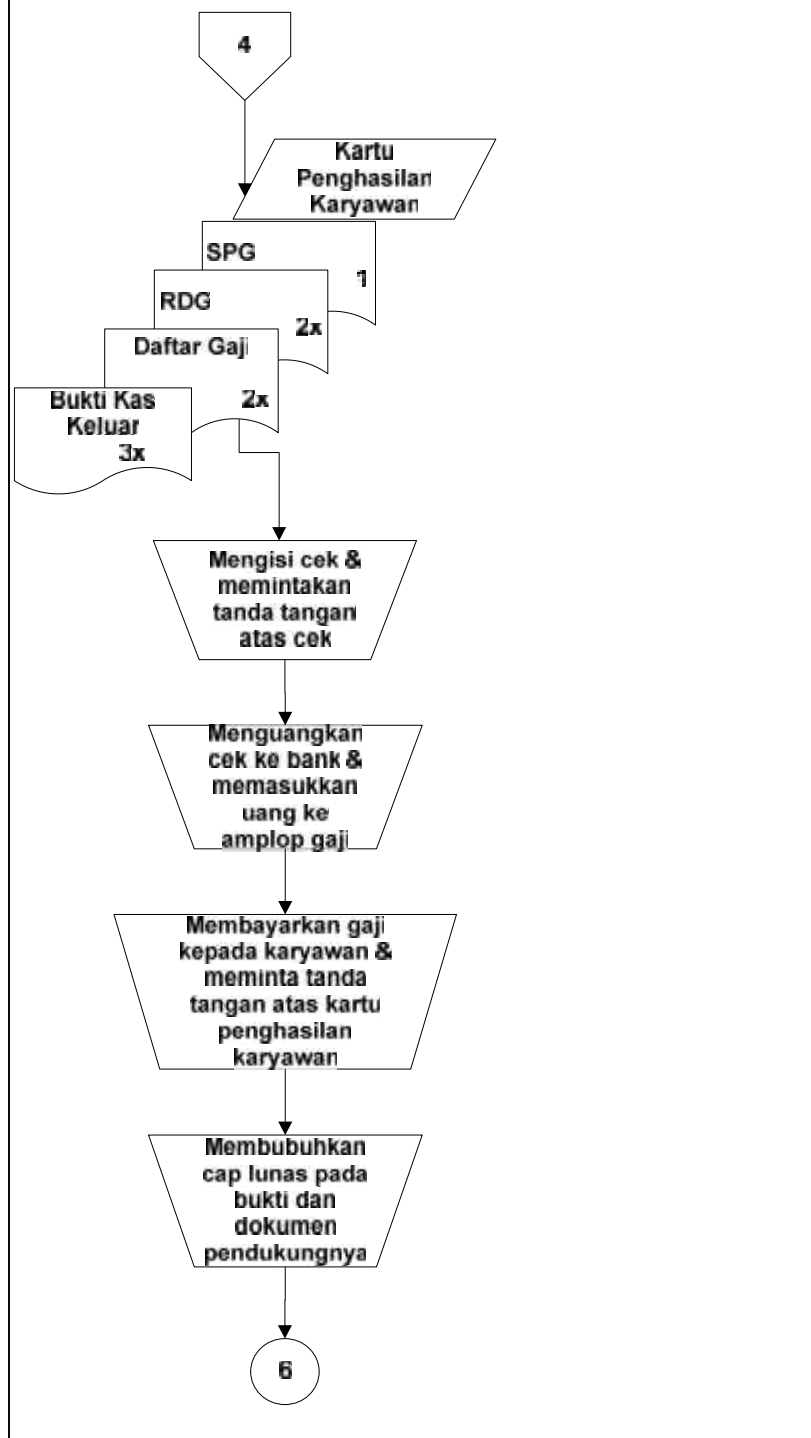 4
Kartu
Penghasilan
Karyawan
SPG
1
RDG
2x
Daftar Gaji
2x
Bukti Kas
Keluar
3x
Mengisi cek &
memintakan
tanda tangan
atas cek
Menguangkan
cek ke bank &
memasukkan
uang ke
amplop gaji
Membayarkan gaji
kepada karyawan &
meminta tanda
tangan atas kartu
penghasilan
karyawan
Membubuhkan
cap lunas pada
bukti dan
dokumen
pendukungnya
6